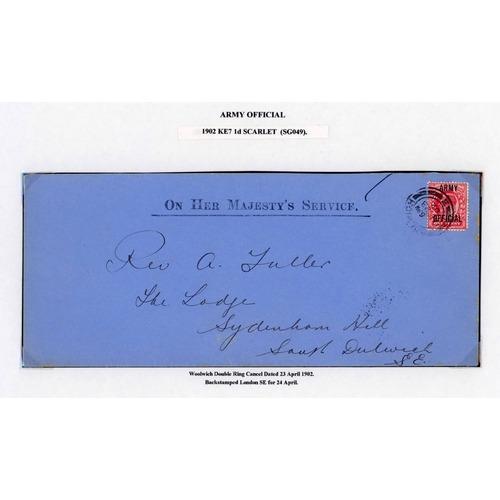 ARMY OFFICIAL
1902 KE7 1d SCARLET (SG049).
ON HER MAJESTY'S SERVICE.
ARMY
OFFICIAL
Rev A. Fuller
The Lodge
Sydenham Hill
South Dulwich
S.E.
Woolwich Double Ring Cancel Dated 23 April 1902.
Backstamped London SE for 24 April.